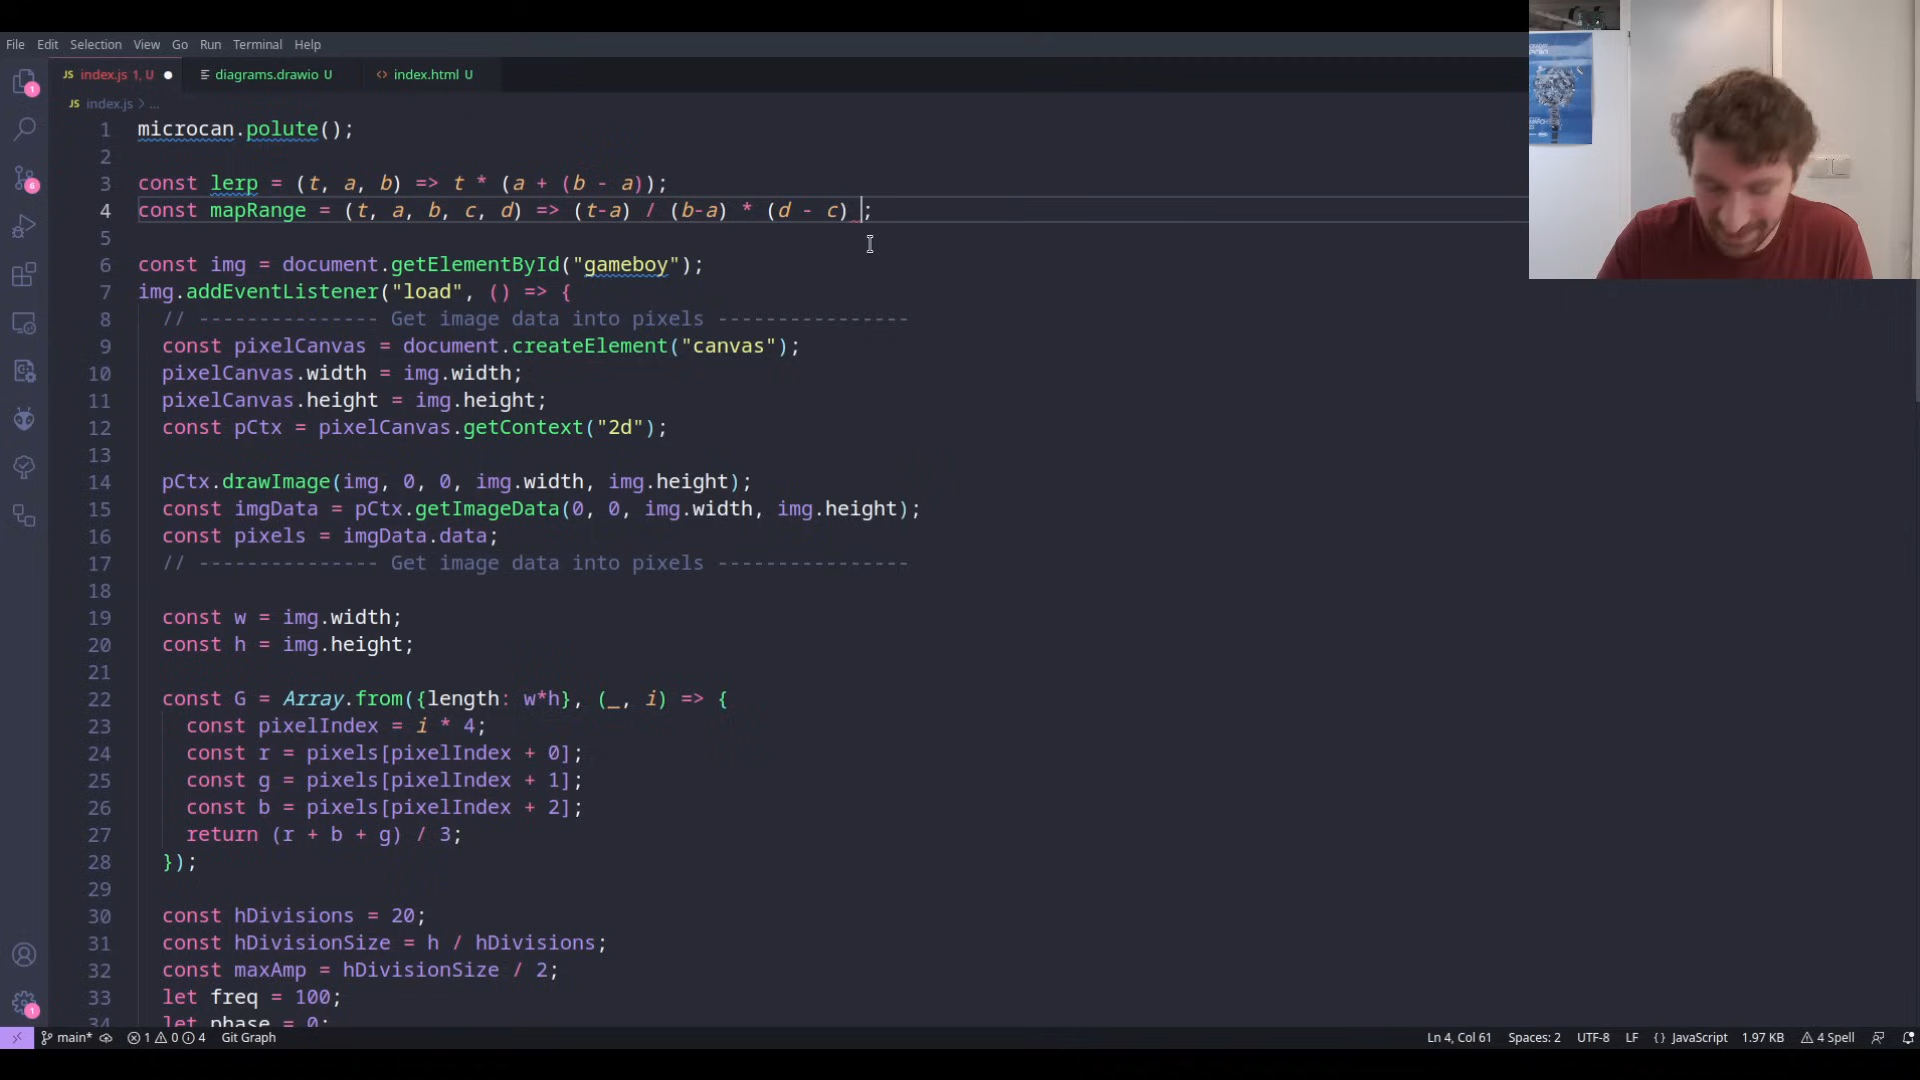 File Edit Selection View Go Run Terminal Help
JS index.js 1, U ● diagrams.drawio U <> index.html U
JS index.js > ...
1 microcan.polute();
2
3 const lerp = (t, a, b) => t * (a + (b - a));
4 const mapRange = (t, a, b, c, d) => (t-a) / (b-a) * (d - c) ;
5
6 const img = document.getElementById("gameboy");
7 img.addEventListener("load", () => {
8 // --------------- Get image data into pixels ----------------
9 const pixelCanvas = document.createElement("canvas");
10 pixelCanvas.width = img.width;
11 pixelCanvas.height = img.height;
12 const pCtx = pixelCanvas.getContext("2d");
13
14 pCtx.drawImage(img, 0, 0, img.width, img.height);
15 const imgData = pCtx.getImageData(0, 0, img.width, img.height);
16 const pixels = imgData.data;
17 // --------------- Get image data into pixels ----------------
18
19 const w = img.width;
20 const h = img.height;
21
22 const G = Array.from({length: w*h}, (_, i) => {
23 const pixelIndex = i * 4;
24 const r = pixels[pixelIndex + 0];
25 const g = pixels[pixelIndex + 1];
26 const b = pixels[pixelIndex + 2];
27 return (r + b + g) / 3;
28 });
29
30 const hDivisions = 20;
31 const hDivisionSize = h / hDivisions;
32 const maxAmp = hDivisionSize / 2;
33 let freq = 100;
34 let phase = 0;
main* 1 0 4 Git Graph Ln 4, Col 61 Spaces: 2 UTF-8 LF {} JavaScript 1.97 KB 4 Spell